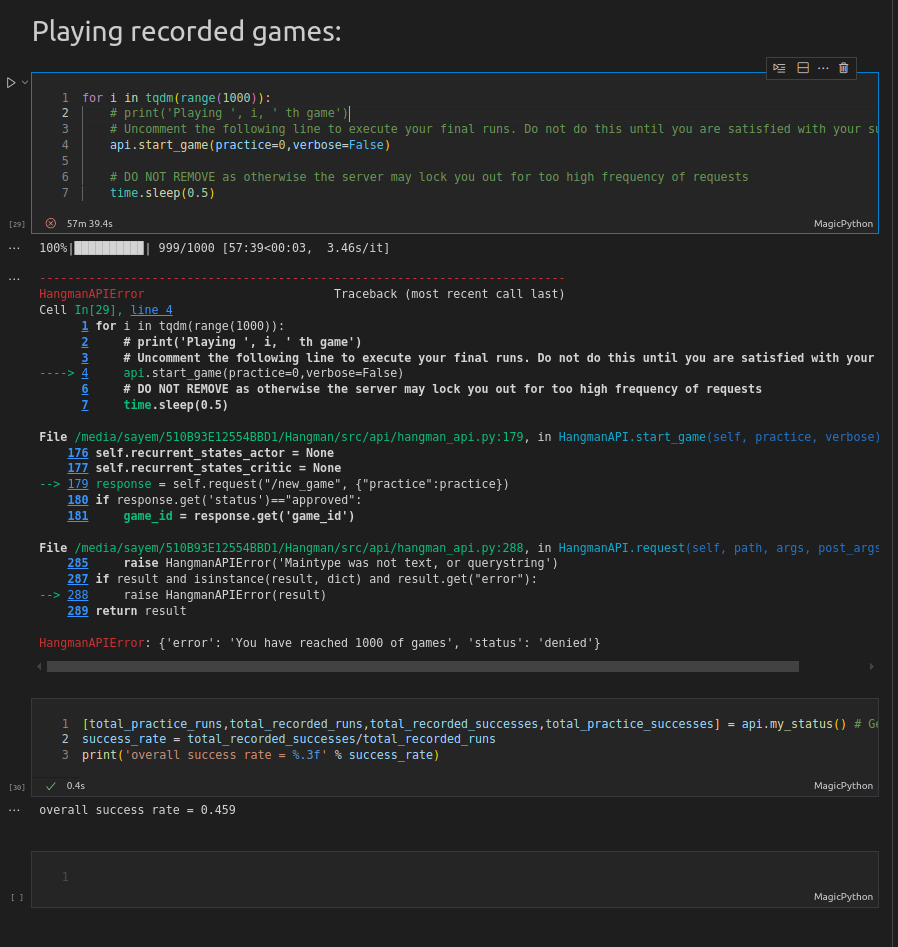 Playing recorded games:
1 for i in tqdm(range(1000)):
2 # print('Playing ', i, ' th game')
3 # Uncomment the following line to execute your final runs. Do not do this until you are satisfied with your
4 api.start_game(practice=0,verbose=False)
5
6 # DO NOT REMOVE as otherwise the server may lock you out for too high frequency of requests
7 time.sleep(0.5)
[29] 57m 39.4s MagicPython
... 100%|██████████| 999/1000 [57:39<00:03, 3.46s/it]
... ---------------------------------------------------------------------------
HangmanAPIError Traceback (most recent call last)
Cell In[29], line 4
1 for i in tqdm(range(1000)):
2 # print('Playing ', i, ' th game')
3 # Uncomment the following line to execute your final runs. Do not do this until you are satisfied with your
----> 4 api.start_game(practice=0,verbose=False)
6 # DO NOT REMOVE as otherwise the server may lock you out for too high frequency of requests
7 time.sleep(0.5)
File /media/sayem/510B93E12554BBD1/Hangman/src/api/hangman_api.py:179, in HangmanAPI.start_game(self, practice, verbose)
176 self.recurrent_states_actor = None
177 self.recurrent_states_critic = None
--> 179 response = self.request("/new_game", {"practice":practice})
180 if response.get('status')=="approved":
181 game_id = response.get('game_id')
File /media/sayem/510B93E12554BBD1/Hangman/src/api/hangman_api.py:288, in HangmanAPI.request(self, path, args, post_args
285 raise HangmanAPIError('Maintype was not text, or querystring')
287 if result and isinstance(result, dict) and result.get("error"):
--> 288 raise HangmanAPIError(result)
289 return result
HangmanAPIError: {'error': 'You have reached 1000 of games', 'status': 'denied'}
1 [total_practice_runs,total_recorded_runs,total_recorded_successes,total_practice_successes] = api.my_status() #
2 success_rate = total_recorded_successes/total_recorded_runs
3 print('overall success rate = %.3f' % success_rate)
[30] 0.4s MagicPython
... overall success rate = 0.459
1
[ ] MagicPython